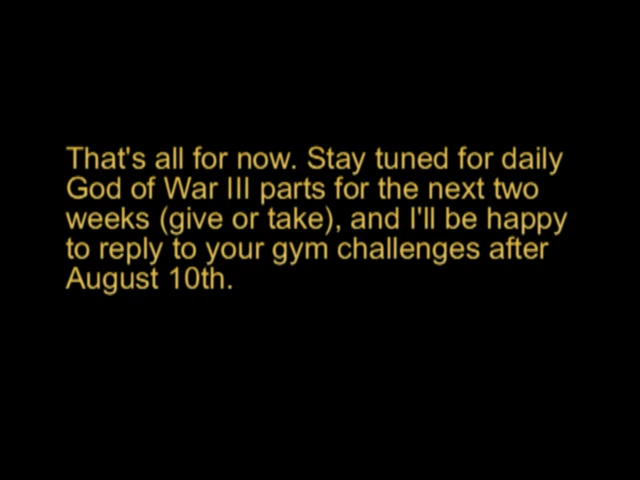 That's all for now. Stay tuned for daily
God of War III parts for the next two
weeks (give or take), and I'll be happy
to reply to your gym challenges after
August 10th.